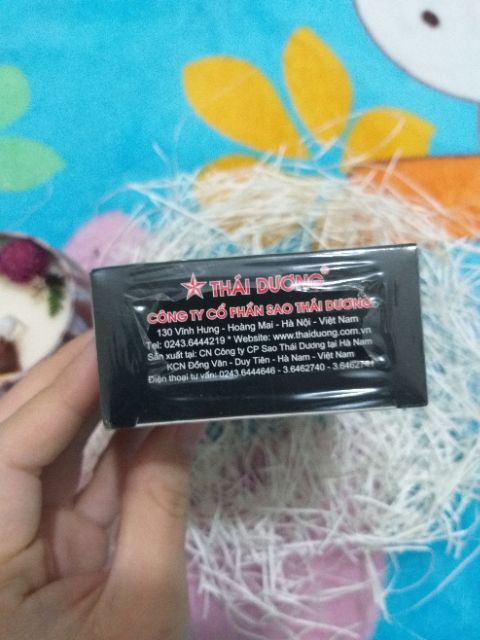 THÁI DƯƠNG®
CÔNG TY CỔ PHẦN SAO THÁI DƯƠNG
130 Vĩnh Hưng - Hoàng Mai - Hà Nội - Việt Nam
Tel: 0243.6444219 * Website: www.thaiduong.com.vn
Sản xuất tại: CN Công ty CP Sao Thái Dương tại Hà Nam
KCN Đồng Văn - Duy Tiên - Hà Nam - Việt Nam
Điện thoại tư vấn: 0243.6444646 - 3.6462740 - 3.6462741